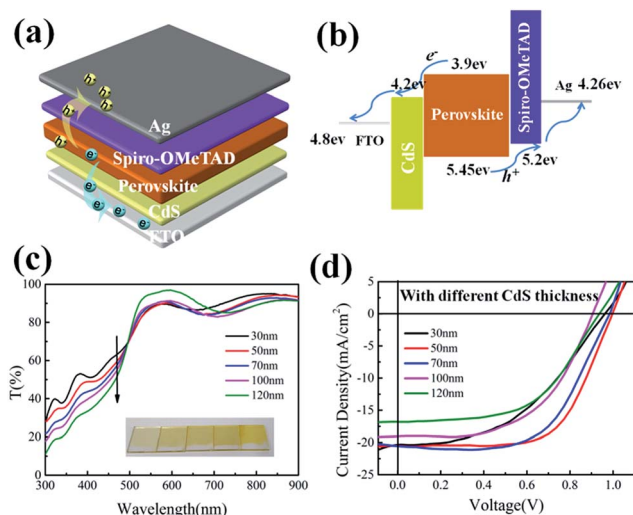 (a)
h⁺
h⁺
h⁺
h⁺
h⁺
Ag
Spiro-OMeTAD
e⁻
Perovskite
e⁻
CdS
e⁻
e⁻
e⁻
FTO
(b)
e⁻
3.9ev
4.2ev
Perovskite
Spiro-OMeTAD
Ag
4.26ev
4.8ev
FTO
CdS
5.45ev
h⁺
5.2ev
(c)
100
80
60
40
20
0
T(%)
30nm
50nm
70nm
100nm
120nm
300
400
500
600
700
800
900
Wavelength(nm)
(d)
With different CdS thickness
5
0
-5
-10
-15
-20
-25
Current Density(mA/cm²)
30nm
50nm
70nm
100nm
120nm
0.0
0.2
0.4
0.6
0.8
1.0
Voltage(V)